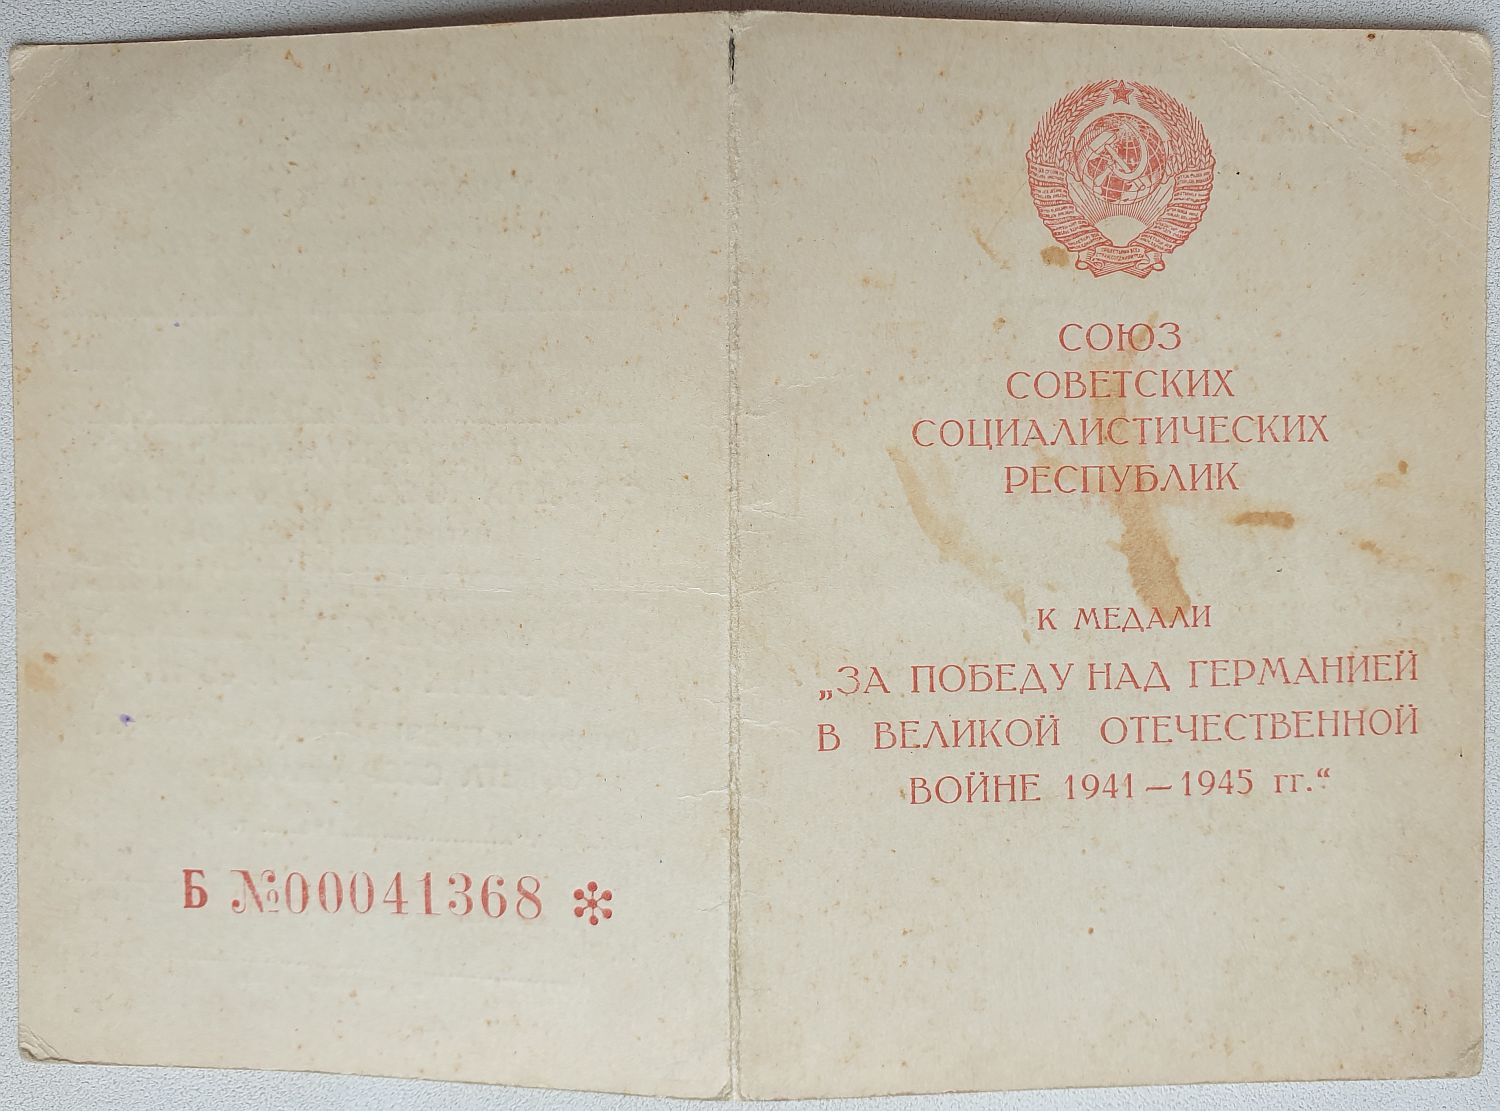 Б №00041368 *
СОЮЗ
СОВЕТСКИХ
СОЦИАЛИСТИЧЕСКИХ
РЕСПУБЛИК
К МЕДАЛИ
„ЗА ПОБЕДУ НАД ГЕРМАНИЕЙ
В ВЕЛИКОЙ ОТЕЧЕСТВЕННОЙ
ВОЙНЕ 1941—1945 гг.“